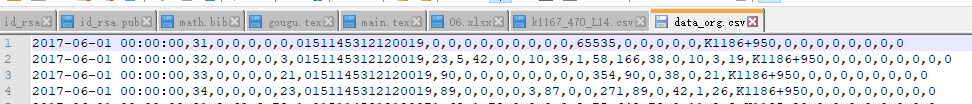 id_rsa id_rsa.pub math.bib gougu.tex main.tex 06.xlsx k1167_470_L14.csv data_org.csv
1 2017-06-01 00:00:00,31,0,0,0,0,0,0151145312120019,0,0,0,0,0,0,0,0,0,65535,0,0,0,0,0,K1186+950,0,0,0,0,0,0,0,0
2 2017-06-01 00:00:00,32,0,0,0,0,3,0151145312120019,23,5,42,0,0,10,39,1,58,166,38,0,10,3,19,K1186+950,0,0,0,0,0,0,0,0
3 2017-06-01 00:00:00,33,0,0,0,0,21,0151145312120019,90,0,0,0,0,0,0,0,0,354,90,0,38,0,21,K1186+950,0,0,0,0,0,0,0,0
4 2017-06-01 00:00:00,34,0,0,0,0,23,0151145312120019,89,0,0,0,0,3,87,0,0,271,89,0,42,1,26,K1186+950,0,0,0,0,0,0,0,0